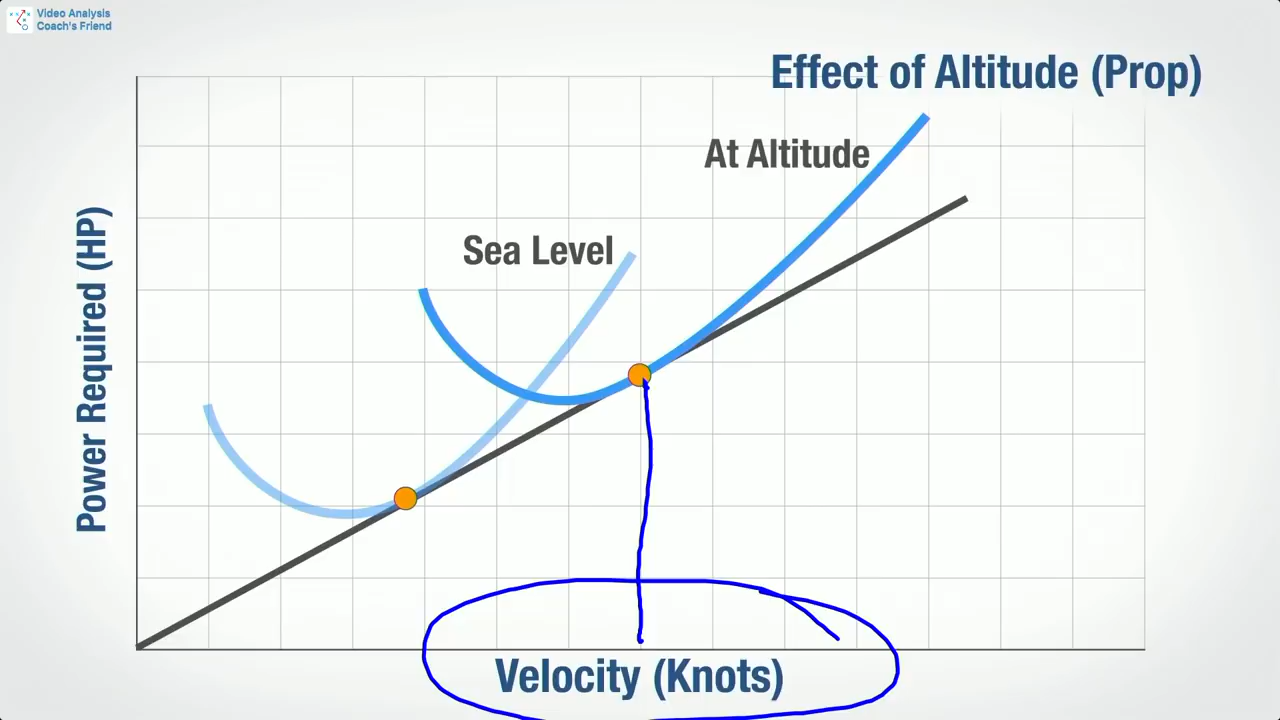 Video Analysis
Coach's Friend
Effect of Altitude (Prop)
At Altitude
Sea Level
Power Required (HP)
Velocity (Knots)